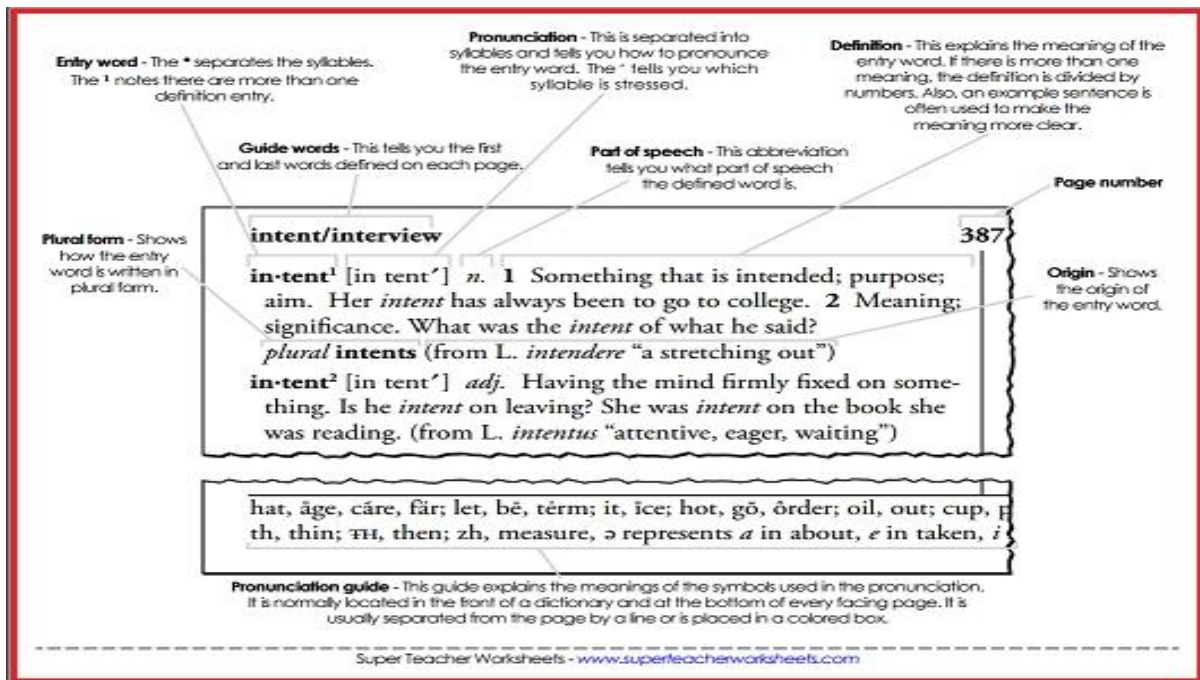 Entry word - The • separates the syllables.
The ¹ notes there are more than one
definition entry.
Pronunciation - This is separated into
syllables and tells you how to pronounce
the entry word. The ′ tells you which
syllable is stressed.
Definition - This explains the meaning of the
entry word. If there is more than one
meaning, the definition is divided by
numbers. Also, an example sentence is
often used to make the
meaning more clear.
Guide words - This tells you the first
and last words defined on each page.
Part of speech - This abbreviation
tells you what part of speech
the defined word is.
Page number
Plural form - Shows
how the entry
word is written in
plural form.
Origin - Shows
the origin of
the entry word.
intent/interview 387
in·tent¹ [in tent′] n. 1 Something that is intended; purpose;
aim. Her intent has always been to go to college. 2 Meaning;
significance. What was the intent of what he said?
plural intents (from L. intendere “a stretching out”)
in·tent² [in tent′] adj. Having the mind firmly fixed on some-
thing. Is he intent on leaving? She was intent on the book she
was reading. (from L. intentus “attentive, eager, waiting”)
hat, āge, cãre, fär; let, bē, tėrm; it, īce; hot, gō, ôrder; oil, out; cup, p
th, thin; ŦH, then; zh, measure, ə represents a in about, e in taken, i
Pronunciation guide - This guide explains the meanings of the symbols used in the pronunciation.
It is normally located in the front of a dictionary and at the bottom of every facing page. It is
usually separated from the page by a line or is placed in a colored box.
Super Teacher Worksheets - www.superteacherworksheets.com